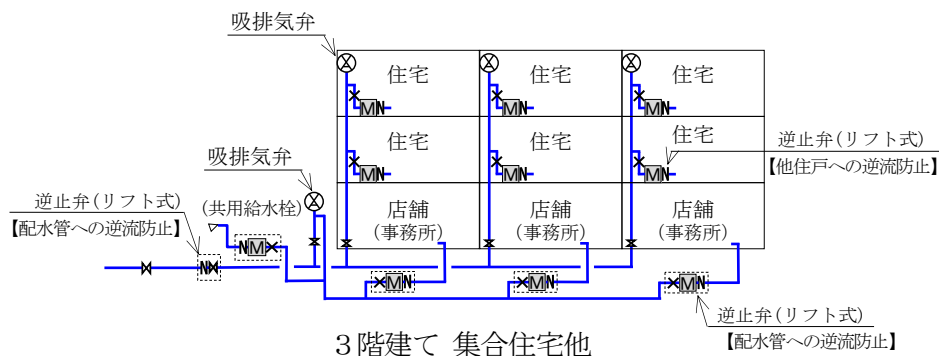 吸排気弁
住宅 住宅 住宅
M N M N M N
住宅 住宅 住宅
逆止弁(リフト式)
【他住戸への逆流防止】
M N M N M N
吸排気弁
逆止弁(リフト式)
【配水管への逆流防止】
(共用給水栓)
店舗 店舗 店舗
(事務所) (事務所) (事務所)
N M
N
M N M N M N
逆止弁(リフト式)
【配水管への逆流防止】
3階建て 集合住宅他